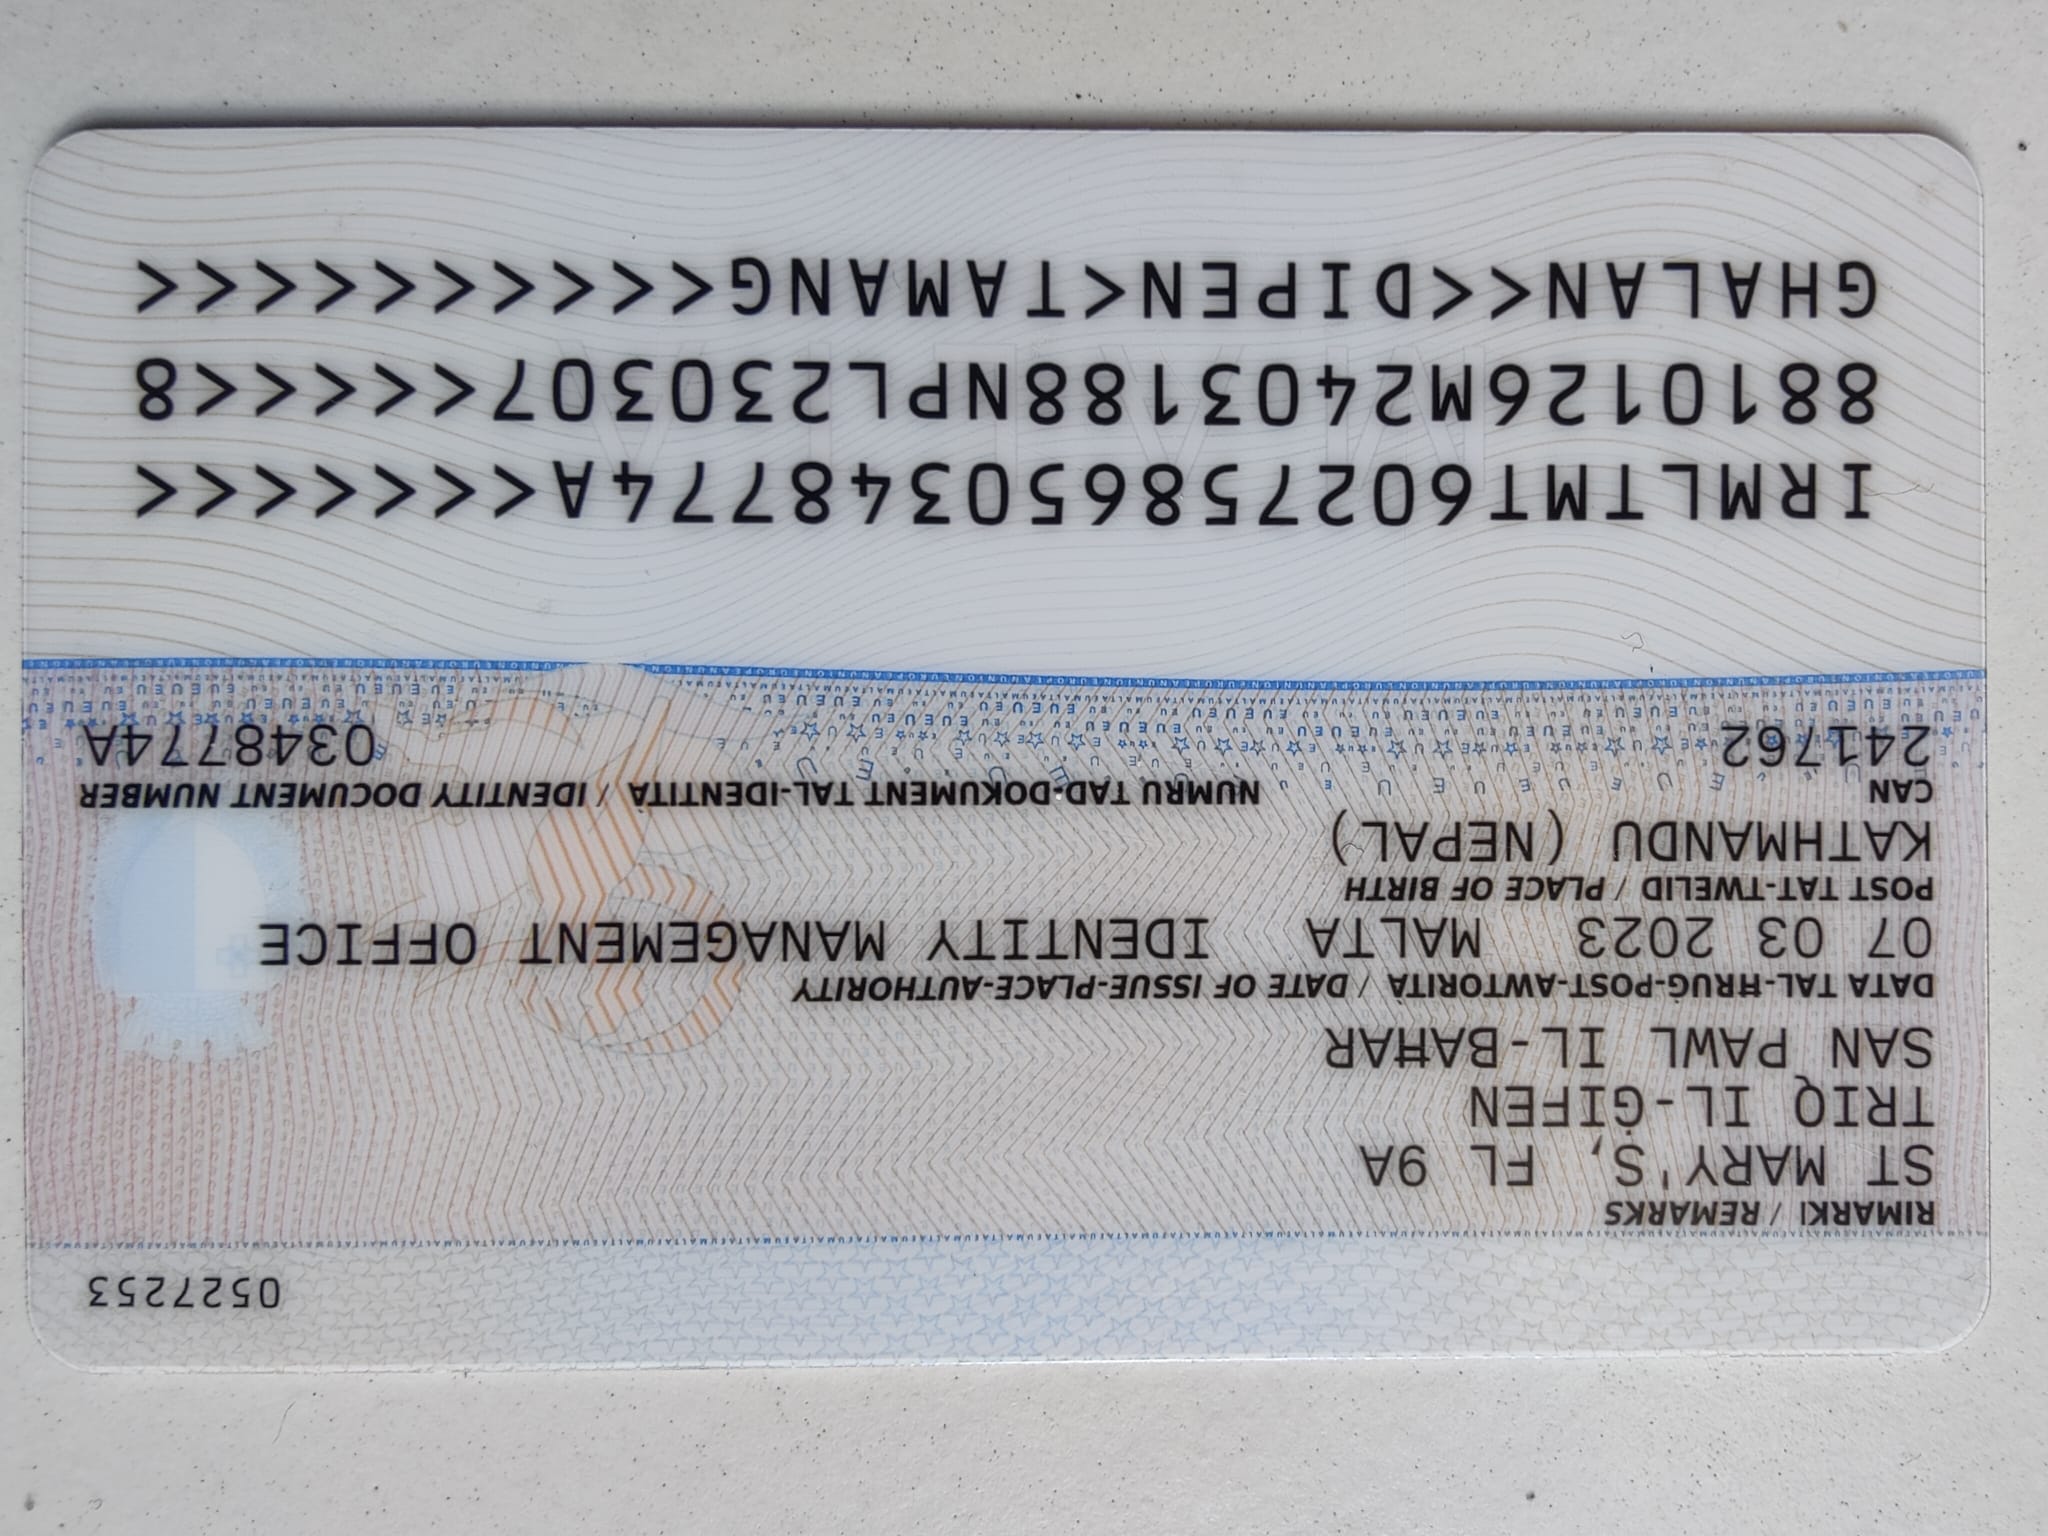 0527253
RIMARKI / REMARKS
ST MARY'S, FL 9A
TRIQ IL-ĠIFEN
SAN PAWL IL-BAĦAR
DATA TAL-ĦRUĠ-POST-AWTORITÀ / DATE OF ISSUE-PLACE-AUTHORITY
07 03 2023 MALTA IDENTITY MANAGEMENT OFFICE
POST TAT-TWELID / PLACE OF BIRTH
KATHMANDU (NEPAL)
CAN NUMRU TAD-DOKUMENT TAL-IDENTITÀ / IDENTITY DOCUMENT NUMBER
241762 0348774A
IRMLTMT602758650348774A<<<<<<<
8810126M2403188NPL230307<<<<<8
GHALAN<<DIPEN<TAMANG<<<<<<<<<<